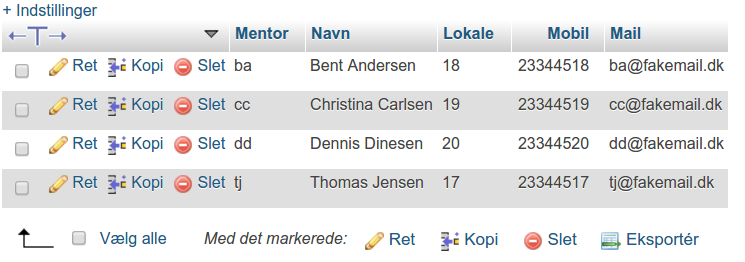 + Indstillinger
Mentor Navn Lokale Mobil Mail
Ret Kopi Slet ba Bent Andersen 18 23344518 ba@fakemail.dk
Ret Kopi Slet cc Christina Carlsen 19 23344519 cc@fakemail.dk
Ret Kopi Slet dd Dennis Dinesen 20 23344520 dd@fakemail.dk
Ret Kopi Slet tj Thomas Jensen 17 23344517 tj@fakemail.dk
Vælg alle Med det markerede: Ret Kopi Slet Eksportér